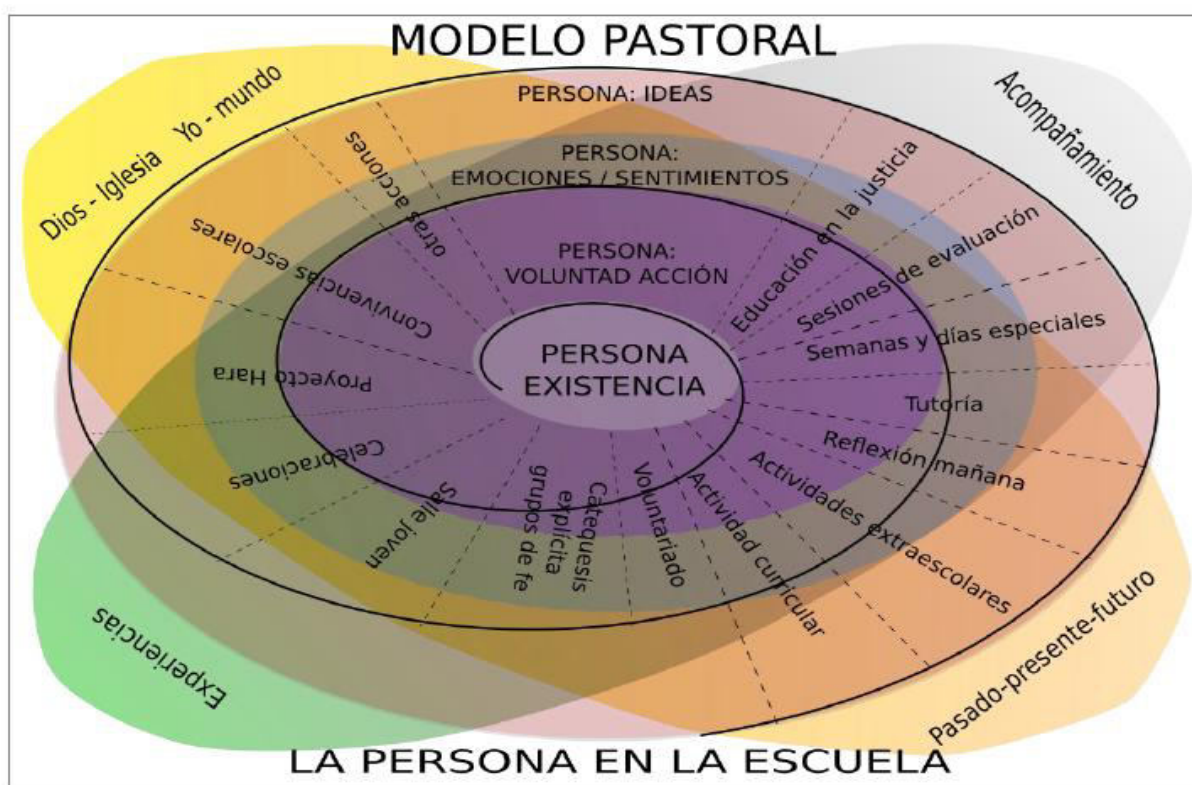 MODELO PASTORAL
Dios - Iglesia Yo - mundo
Acompañamiento
PERSONA: IDEAS
PERSONA:
EMOCIONES / SENTIMIENTOS
PERSONA:
VOLUNTAD ACCIÓN
PERSONA
EXISTENCIA
otras acciones
Educación en la justicia
Sesiones de evaluación
Semanas y días especiales
Tutoría
Reflexión mañana
Actividades extraescolares
Actividad curricular
Voluntariado
Catequesis
explícita
grupos de fe
Salle joven
Celebraciones
Proyecto Hara
Convivencias escolares
Experiencias
Pasado-presente-futuro
LA PERSONA EN LA ESCUELA